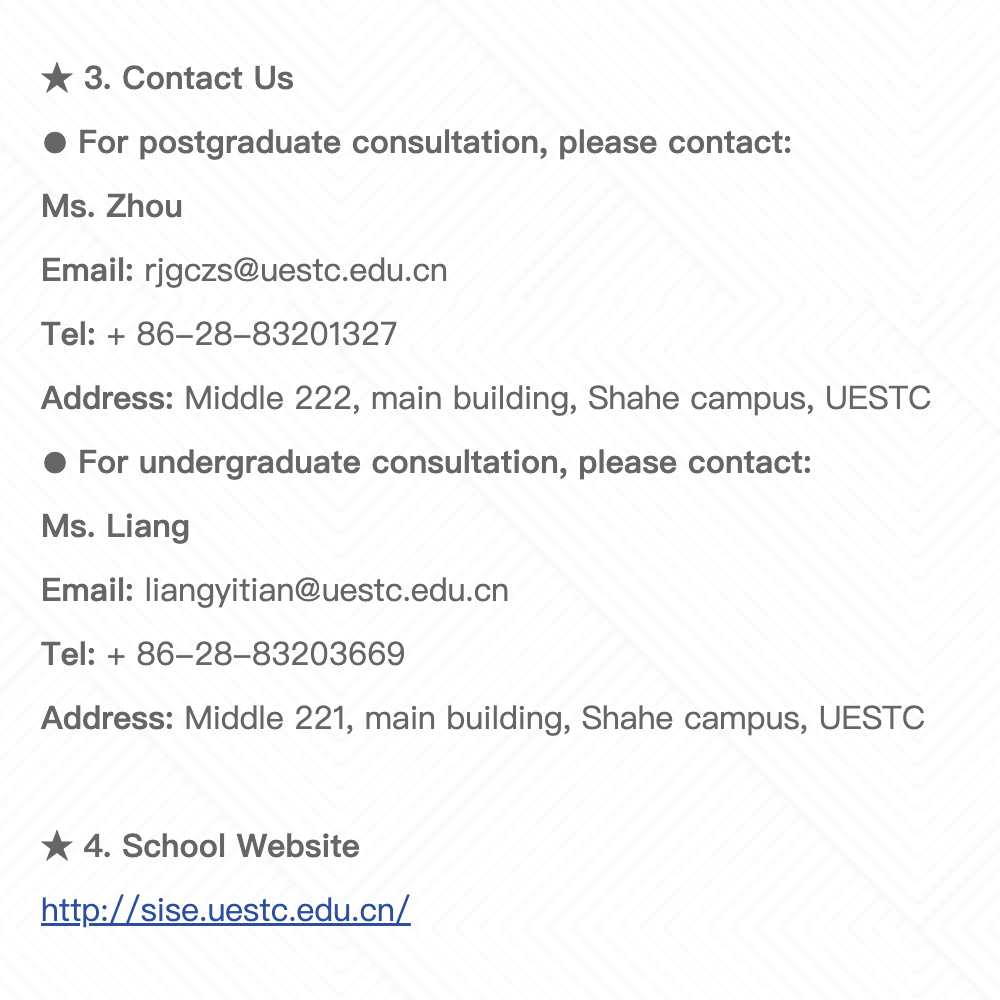 ★ 3. Contact Us
● For postgraduate consultation, please contact:
Ms. Zhou
Email: rjgczs@uestc.edu.cn
Tel: + 86–28–83201327
Address: Middle 222, main building, Shahe campus, UESTC
● For undergraduate consultation, please contact:
Ms. Liang
Email: liangyitian@uestc.edu.cn
Tel: + 86–28–83203669
Address: Middle 221, main building, Shahe campus, UESTC
★ 4. School Website
http://sise.uestc.edu.cn/